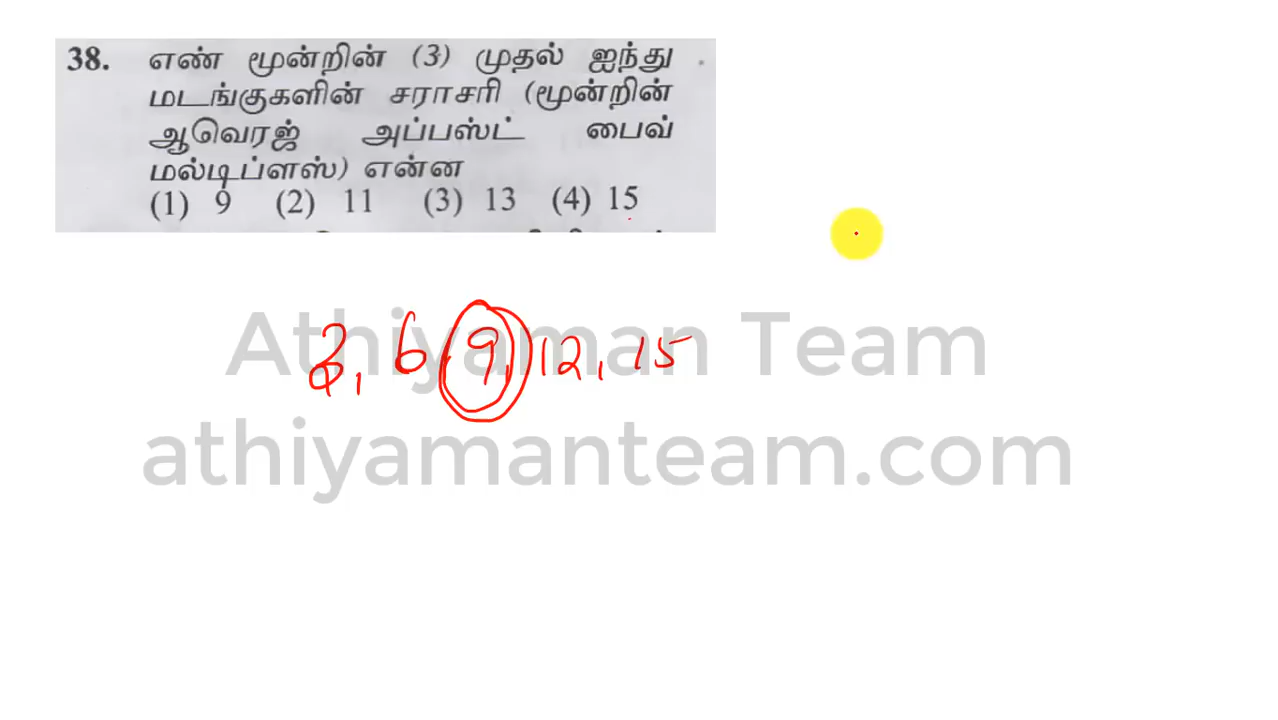 38. எண் மூன்றின் (3) முதல் ஐந்து
மடங்குகளின் சராசரி (மூன்றின்
ஆவெரஜ் அப்பஸ்ட் பைவ்
மல்டிப்ளஸ்) என்ன
(1) 9 (2) 11 (3) 13 (4) 15
Athiyaman Team
3, 6, 9, 12, 15
athiyamanteam.com